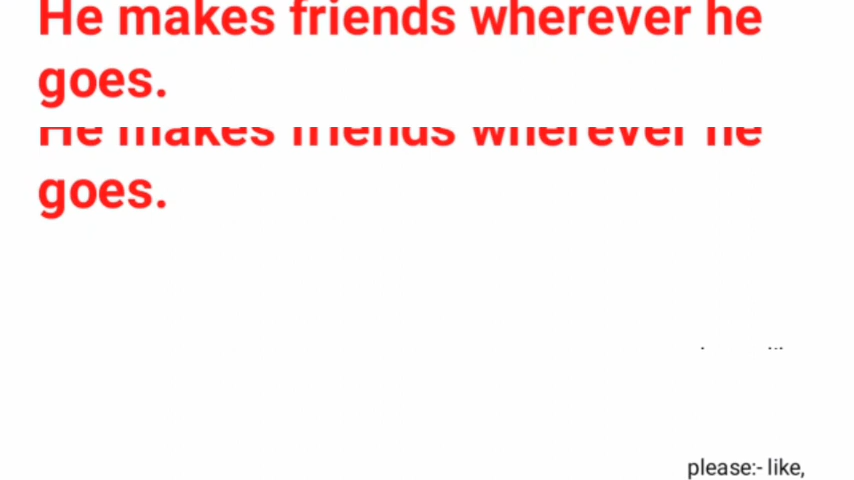 He makes friends wherever he
goes.
He makes friends wherever he
goes.
please:- like,